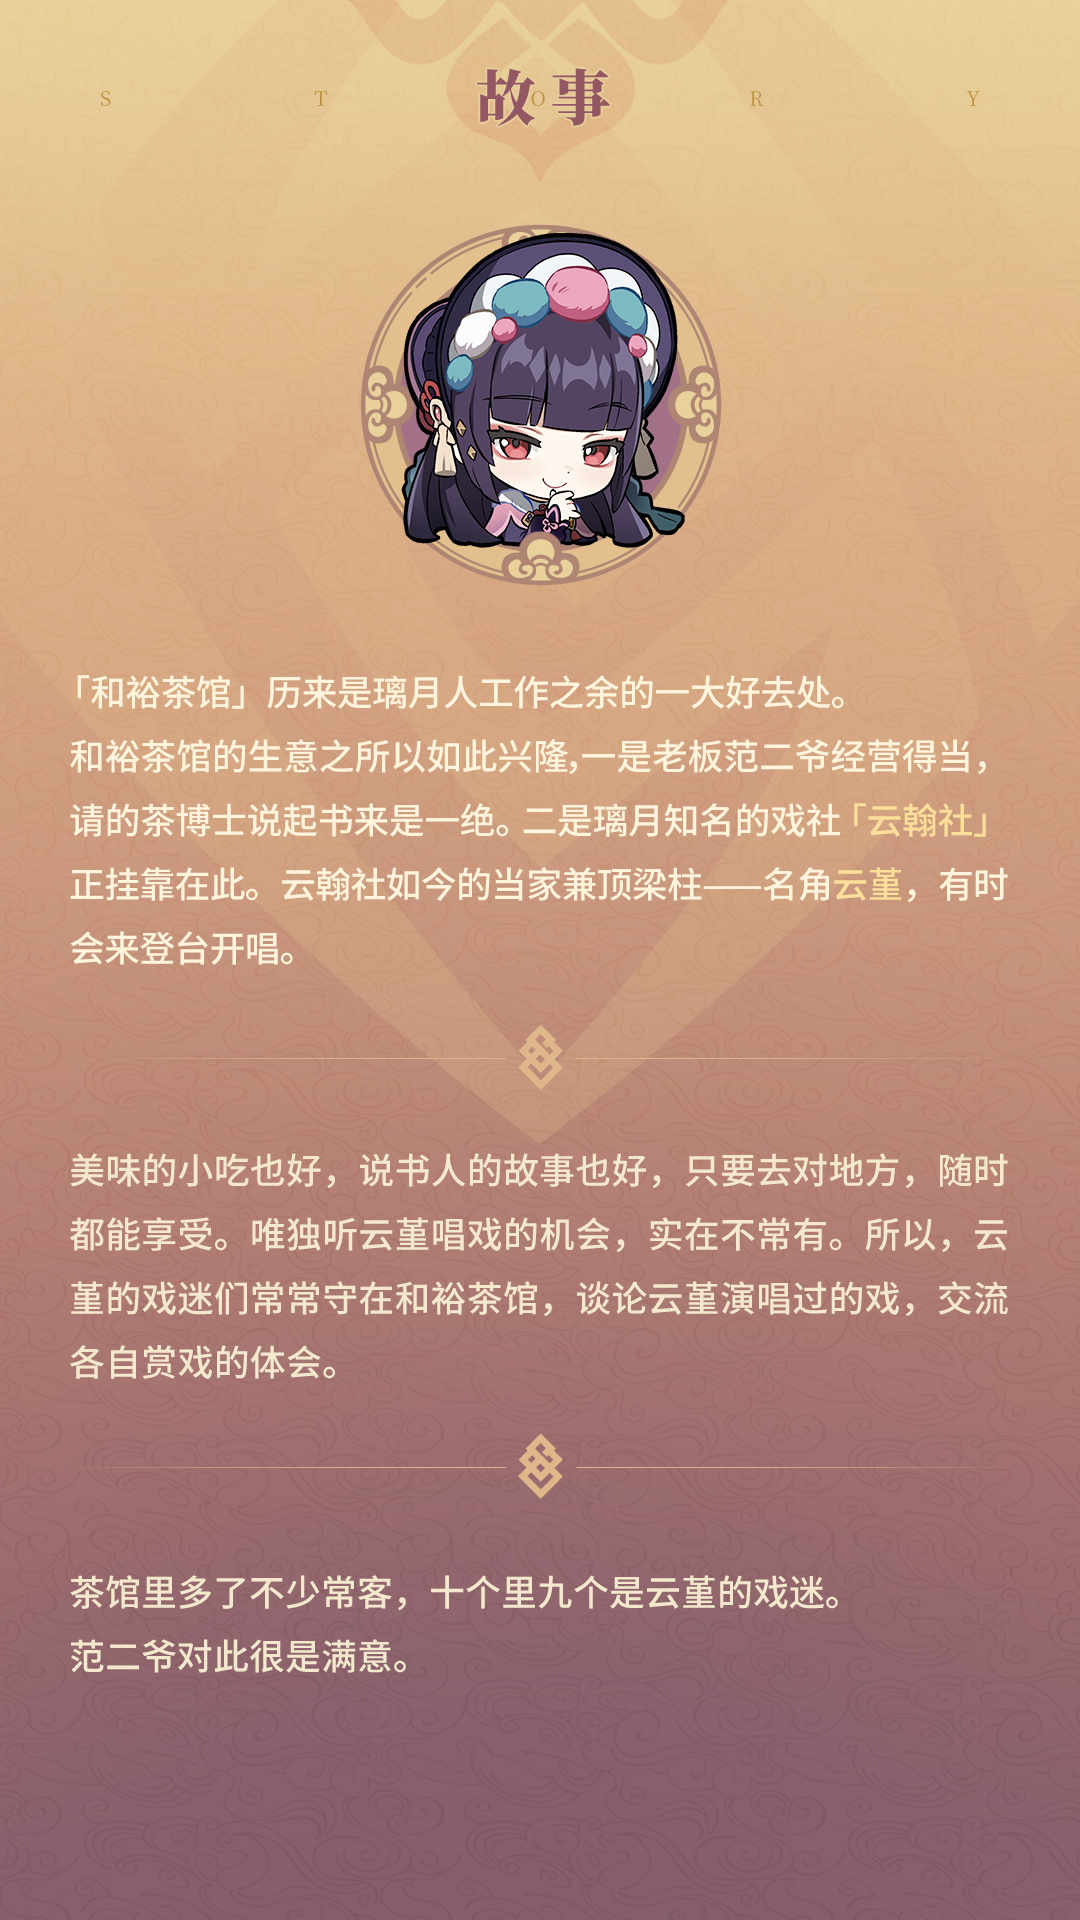 STORY
故事
「和裕茶馆」历来是璃月人工作之余的一大好去处。
和裕茶馆的生意之所以如此兴隆,一是老板范二爷经营得当，
请的茶博士说起书来是一绝。二是璃月知名的戏社「云翰社」
正挂靠在此。云翰社如今的当家兼顶梁柱——名角云堇，有时
会来登台开唱。
美味的小吃也好，说书人的故事也好，只要去对地方，随时
都能享受。唯独听云堇唱戏的机会，实在不常有。所以，云
堇的戏迷们常常守在和裕茶馆，谈论云堇演唱过的戏，交流
各自赏戏的体会。
茶馆里多了不少常客，十个里九个是云堇的戏迷。
范二爷对此很是满意。